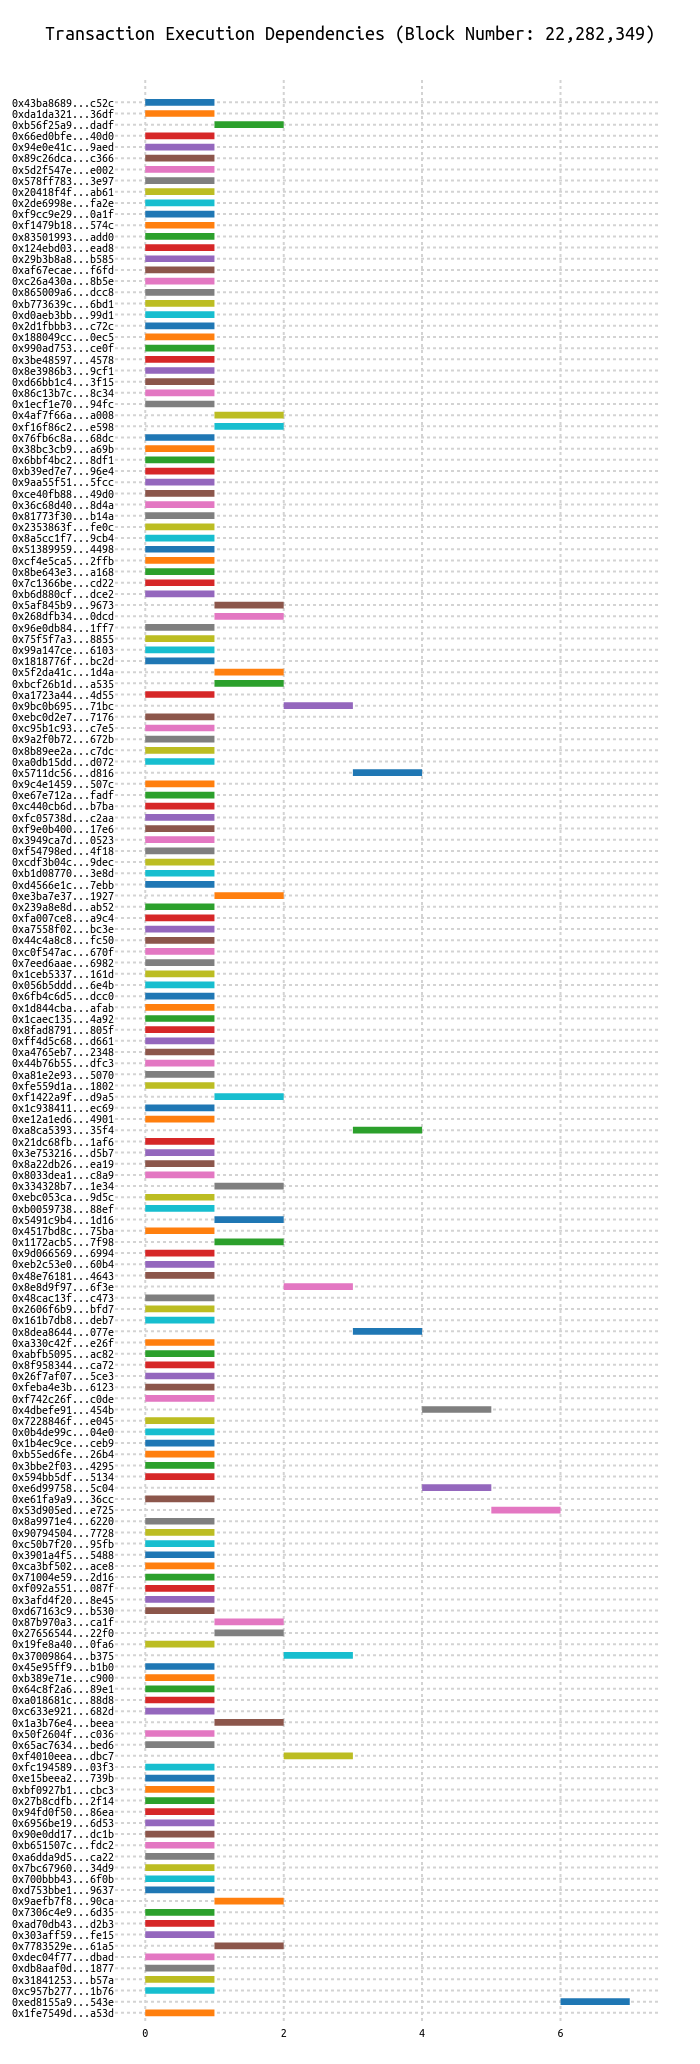 Transaction Execution Dependencies (Block Number: 22,282,349)
0x43ba8689...c52c
0xda1da321...36df
0xb56f25a9...dadf
0x66ed0bfe...40d0
0x94e0e41c...9aed
0x89c26dca...c366
0x5d2f547e...e002
0x578ff783...3e97
0x20418f4f...ab61
0x2de6998e...fa2e
0xf9cc9e29...0a1f
0xf1479b18...574c
0x83501993...add0
0x124ebd03...ead8
0x29b3b8a8...b585
0xaf67ecae...f6fd
0xc26a430a...8b5e
0x865009a6...dcc8
0xb773639c...6bd1
0xd0aeb3bb...99d1
0x2d1fbbb3...c72c
0x188049cc...0ec5
0x990ad753...ce0f
0x3be48597...4578
0x8e3986b3...9cf1
0xd66bb1c4...3f15
0x86c13b7c...8c34
0x1ecf1e70...94fc
0x4af7f66a...a008
0xf16f86c2...e598
0x76fb6c8a...68dc
0x38bc3cb9...a69b
0x6bbf4bc2...8df1
0xb39ed7e7...96e4
0x9aa55f51...5fcc
0xce40fb88...49d0
0x36c68d40...8d4a
0x81773f30...b14a
0x2353863f...fe0c
0x8a5cc1f7...9cb4
0x51389959...4498
0xcf4e5ca5...2ffb
0x8be643e3...a168
0x7c1366be...cd22
0xb6d880cf...dce2
0x5af845b9...9673
0x268dfb34...0dcd
0x96e0db84...1ff7
0x75f5f7a3...8855
0x99a147ce...6103
0x1818776f...bc2d
0x5f2da41c...1d4a
0xbcf26b1d...a535
0xa1723a44...4d55
0x9bc0b695...71bc
0xebc0d2e7...7176
0xc95b1c93...c7e5
0x9a2f0b72...672b
0x8b89ee2a...c7dc
0xa0db15dd...d072
0x5711dc56...d816
0x9c4e1459...507c
0xe67e712a...fadf
0xc440cb6d...b7ba
0xfc05738d...c2aa
0xf9e0b400...17e6
0x3949ca7d...0523
0xf54798ed...4f18
0xcdf3b04c...9dec
0xb1d08770...3e8d
0xd4566e1c...7ebb
0xe3ba7e37...1927
0x239a8e8d...ab52
0xfa007ce8...a9c4
0xa7558f02...bc3e
0x44c4a8c8...fc50
0xc0f547ac...670f
0x7eed6aae...6982
0x1ceb5337...161d
0x056b5ddd...6e4b
0x6fb4c6d5...dcc0
0x1d844cba...afab
0x1caec135...4a92
0x8fad8791...805f
0xff4d5c68...d661
0xa4765eb7...2348
0x44b76b55...dfc3
0xa81e2e93...5070
0xfe559d1a...1802
0xf1422a9f...d9a5
0x1c938411...ec69
0xe12a1ed6...4901
0xa8ca5393...35f4
0x21dc68fb...1af6
0x3e753216...d5b7
0x8a22db26...ea19
0x8033dea1...c8a9
0x334328b7...1e34
0xebc053ca...9d5c
0xb0059738...88ef
0x5491c9b4...1d16
0x4517bd8c...75ba
0x1172acb5...7f98
0x9d066569...6994
0xeb2c53e0...60b4
0x48e76181...4643
0x8e8d9f97...6f3e
0x48cac13f...c473
0x2606f6b9...bfd7
0x161b7db8...deb7
0x8dea8644...077e
0xa330c42f...e26f
0xabfb5095...ac82
0x8f958344...ca72
0x26f7af07...5ce3
0xfeba4e3b...6123
0xf742c26f...c0de
0x4dbefe91...454b
0x7228846f...e045
0x0b4de99c...04e0
0x1b4ec9ce...ceb9
0xb55ed6fe...26b4
0x3bbe2f03...4295
0x594bb5df...5134
0xe6d99758...5c04
0xe61fa9a9...36cc
0x53d905ed...e725
0x8a9971e4...6220
0x90794504...7728
0xc50b7f20...95fb
0x3901a4f5...5488
0xca3bf502...ace8
0x71004e59...2d16
0xf092a551...087f
0x3afd4f20...8e45
0xd67163c9...b530
0x87b970a3...ca1f
0x27656544...22f0
0x19fe8a40...0fa6
0x37009864...b375
0x45e95ff9...b1b0
0xb389e71e...c900
0x64c8f2a6...89e1
0xa018681c...88d8
0xc633e921...682d
0x1a3b76e4...beea
0x50f2604f...c036
0x65ac7634...bed6
0xf4010eea...dbc7
0xfc194589...03f3
0xe15beea2...739b
0xbf0927b1...cbc3
0x27b8cdfb...2f14
0x94fd0f50...86ea
0x6956be19...6d53
0x90e0dd17...dc1b
0xb651507c...fdc2
0xa6dda9d5...ca22
0x7bc67960...34d9
0x700bbb43...6f0b
0xd753bbe1...9637
0x9aefb7f8...90ca
0x7306c4e9...6d35
0xad70db43...d2b3
0x303aff59...fe15
0x7783529e...61a5
0xdec04f77...dbad
0xdb8aaf0d...1877
0x31841253...b57a
0xc957b277...1b76
0xed8155a9...543e
0x1fe7549d...a53d
0 2 4 6